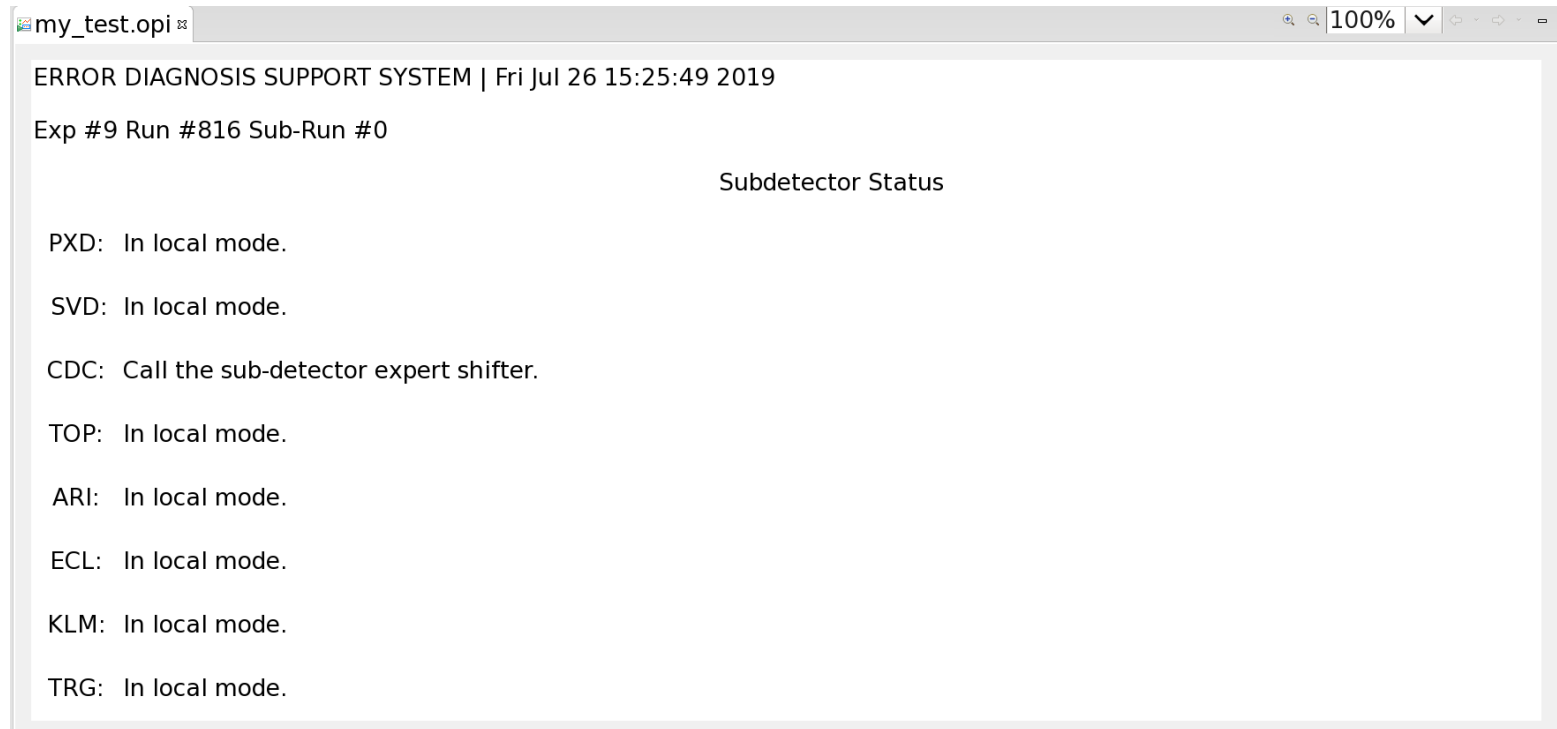 my_test.opi
100%
ERROR DIAGNOSIS SUPPORT SYSTEM | Fri Jul 26 15:25:49 2019
Exp #9 Run #816 Sub-Run #0
Subdetector Status
PXD: In local mode.
SVD: In local mode.
CDC: Call the sub-detector expert shifter.
TOP: In local mode.
ARI: In local mode.
ECL: In local mode.
KLM: In local mode.
TRG: In local mode.